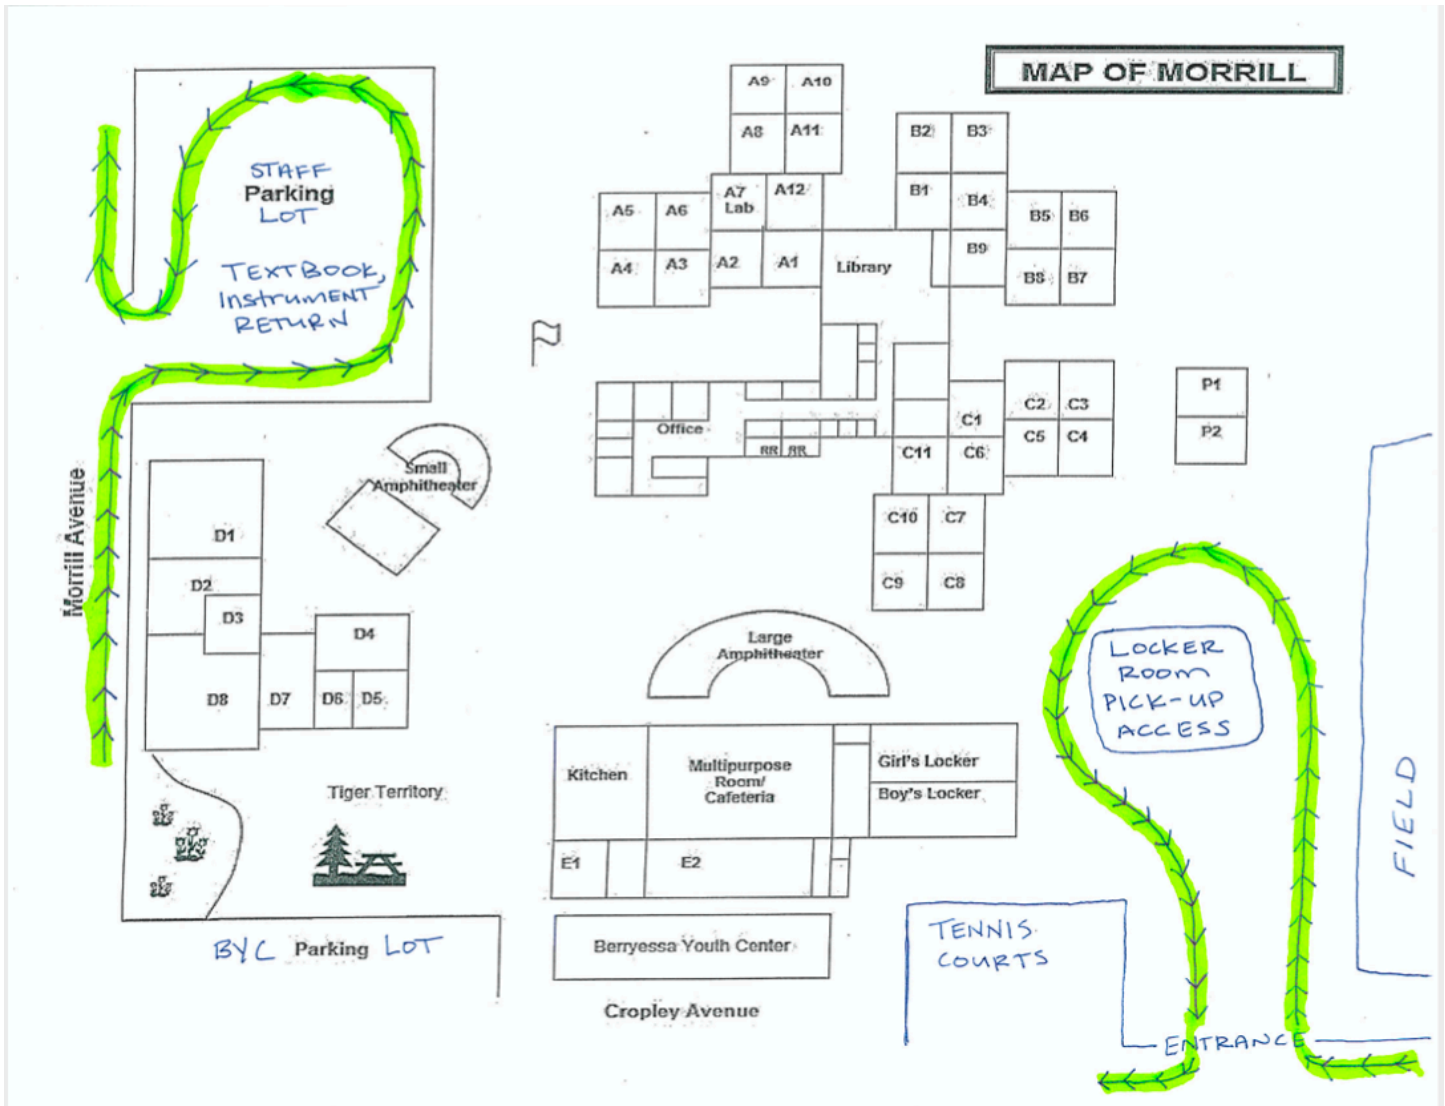 MAP OF MORRILL
A9 A10
A8 A11
A7 A12
Lab
A5 A6
A4 A3 A2 A1
Library
B2 B3
B1 B4
B5 B6
B9
B8 B7
STAFF
Parking
LOT
TEXTBOOK,
INSTRUMENT
RETURN
Office
RR RR
C1
C2 C3
C5 C4
C11 C6
C10 C7
C9 C8
P1
P2
Small
Amphitheater
Morrill Avenue
D1
D2
D3
D4
D8 D7 D6 D5
Large
Amphitheater
LOCKER
ROOM
PICK-UP
ACCESS
Kitchen
Multipurpose
Room/
Cafeteria
Girl's Locker
Boy's Locker
Tiger Territory
E1 E2
FIELD
BYC Parking LOT
Berryessa Youth Center
TENNIS
COURTS
Cropley Avenue
ENTRANCE